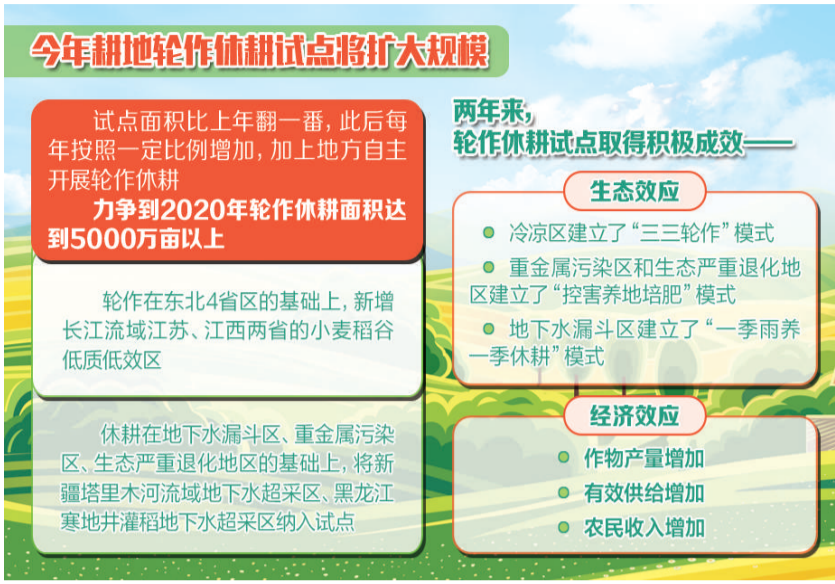 今年耕地轮作休耕试点将扩大规模
试点面积比上年翻一番，此后每
年按照一定比例增加，加上地方自主
开展轮作休耕
力争到2020年轮作休耕面积达
到5000万亩以上
轮作在东北4省区的基础上，新增
长江流域江苏、江西两省的小麦稻谷
低质低效区
休耕在地下水漏斗区、重金属污染
区、生态严重退化地区的基础上，将新
疆塔里木河流域地下水超采区、黑龙江
寒地井灌稻地下水超采区纳入试点
两年来，
轮作休耕试点取得积极成效——
生态效应
冷凉区建立了“三三轮作”模式
重金属污染区和生态严重退化地
区建立了“控害养地培肥”模式
地下水漏斗区建立了“一季雨养
一季休耕”模式
经济效应
作物产量增加
有效供给增加
农民收入增加